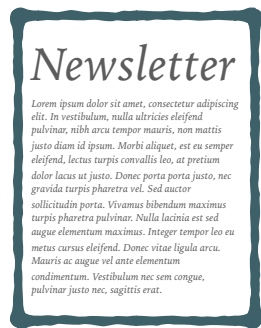 Newsletter
Lorem ipsum dolor sit amet, consectetur adipiscing
elit. In vestibulum, nulla ultricies eleifend
pulvinar, nibh arcu tempor mauris, non mattis
justo diam id ipsum. Morbi aliquet, est eu semper
eleifend, lectus turpis convallis leo, at pretium
dolor lacus ut justo. Donec porta porta justo, nec
gravida turpis pharetra vel. Sed auctor
sollicitudin porta. Vivamus bibendum maximus
turpis pharetra pulvinar. Nulla lacinia est sed
augue elementum maximus. Integer tempor leo eu
metus cursus eleifend. Donec vitae ligula arcu.
Mauris ac augue vel ante elementum
condimentum. Vestibulum nec sem congue,
pulvinar justo nec, sagittis erat.